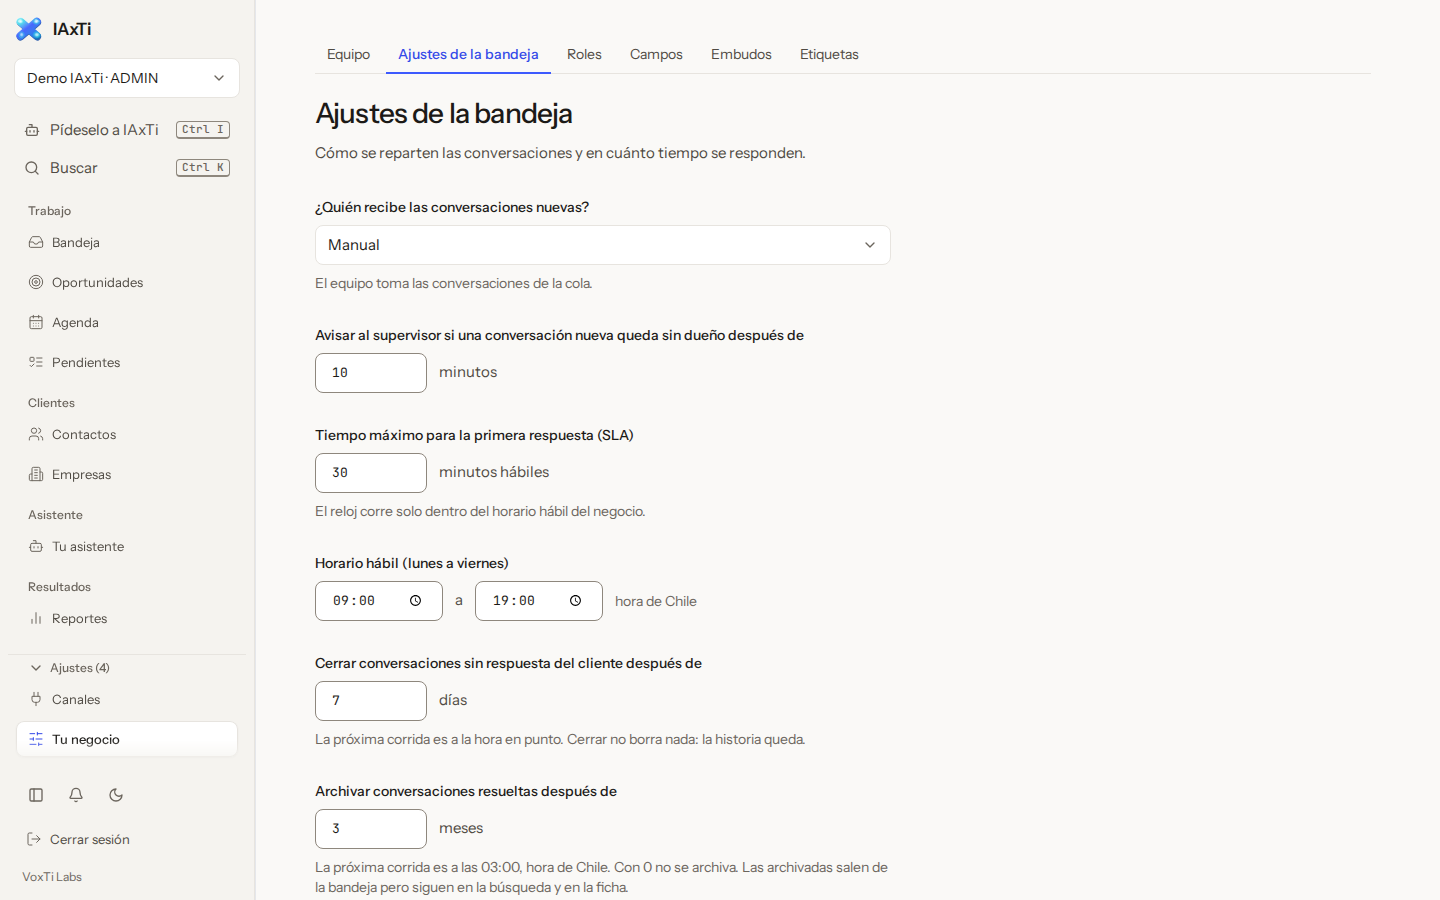 IAxTi
Demo IAxTi · ADMIN
Pídeselo a IAxTi
Ctrl I
Buscar
Ctrl K
Trabajo
Bandeja
Oportunidades
Agenda
Pendientes
Clientes
Contactos
Empresas
Asistente
Tu asistente
Resultados
Reportes
Ajustes (4)
Canales
Tu negocio
Cerrar sesión
VoxTi Labs
Equipo
Ajustes de la bandeja
Roles
Campos
Embudos
Etiquetas
Ajustes de la bandeja
Cómo se reparten las conversaciones y en cuánto tiempo se responden.
¿Quién recibe las conversaciones nuevas?
Manual
El equipo toma las conversaciones de la cola.
Avisar al supervisor si una conversación nueva queda sin dueño después de
10 minutos
Tiempo máximo para la primera respuesta (SLA)
30 minutos hábiles
El reloj corre solo dentro del horario hábil del negocio.
Horario hábil (lunes a viernes)
09:00 a 19:00 hora de Chile
Cerrar conversaciones sin respuesta del cliente después de
7 días
La próxima corrida es a la hora en punto. Cerrar no borra nada: la historia queda.
Archivar conversaciones resueltas después de
3 meses
La próxima corrida es a las 03:00, hora de Chile. Con 0 no se archiva. Las archivadas salen de
la bandeja pero siguen en la búsqueda y en la ficha.